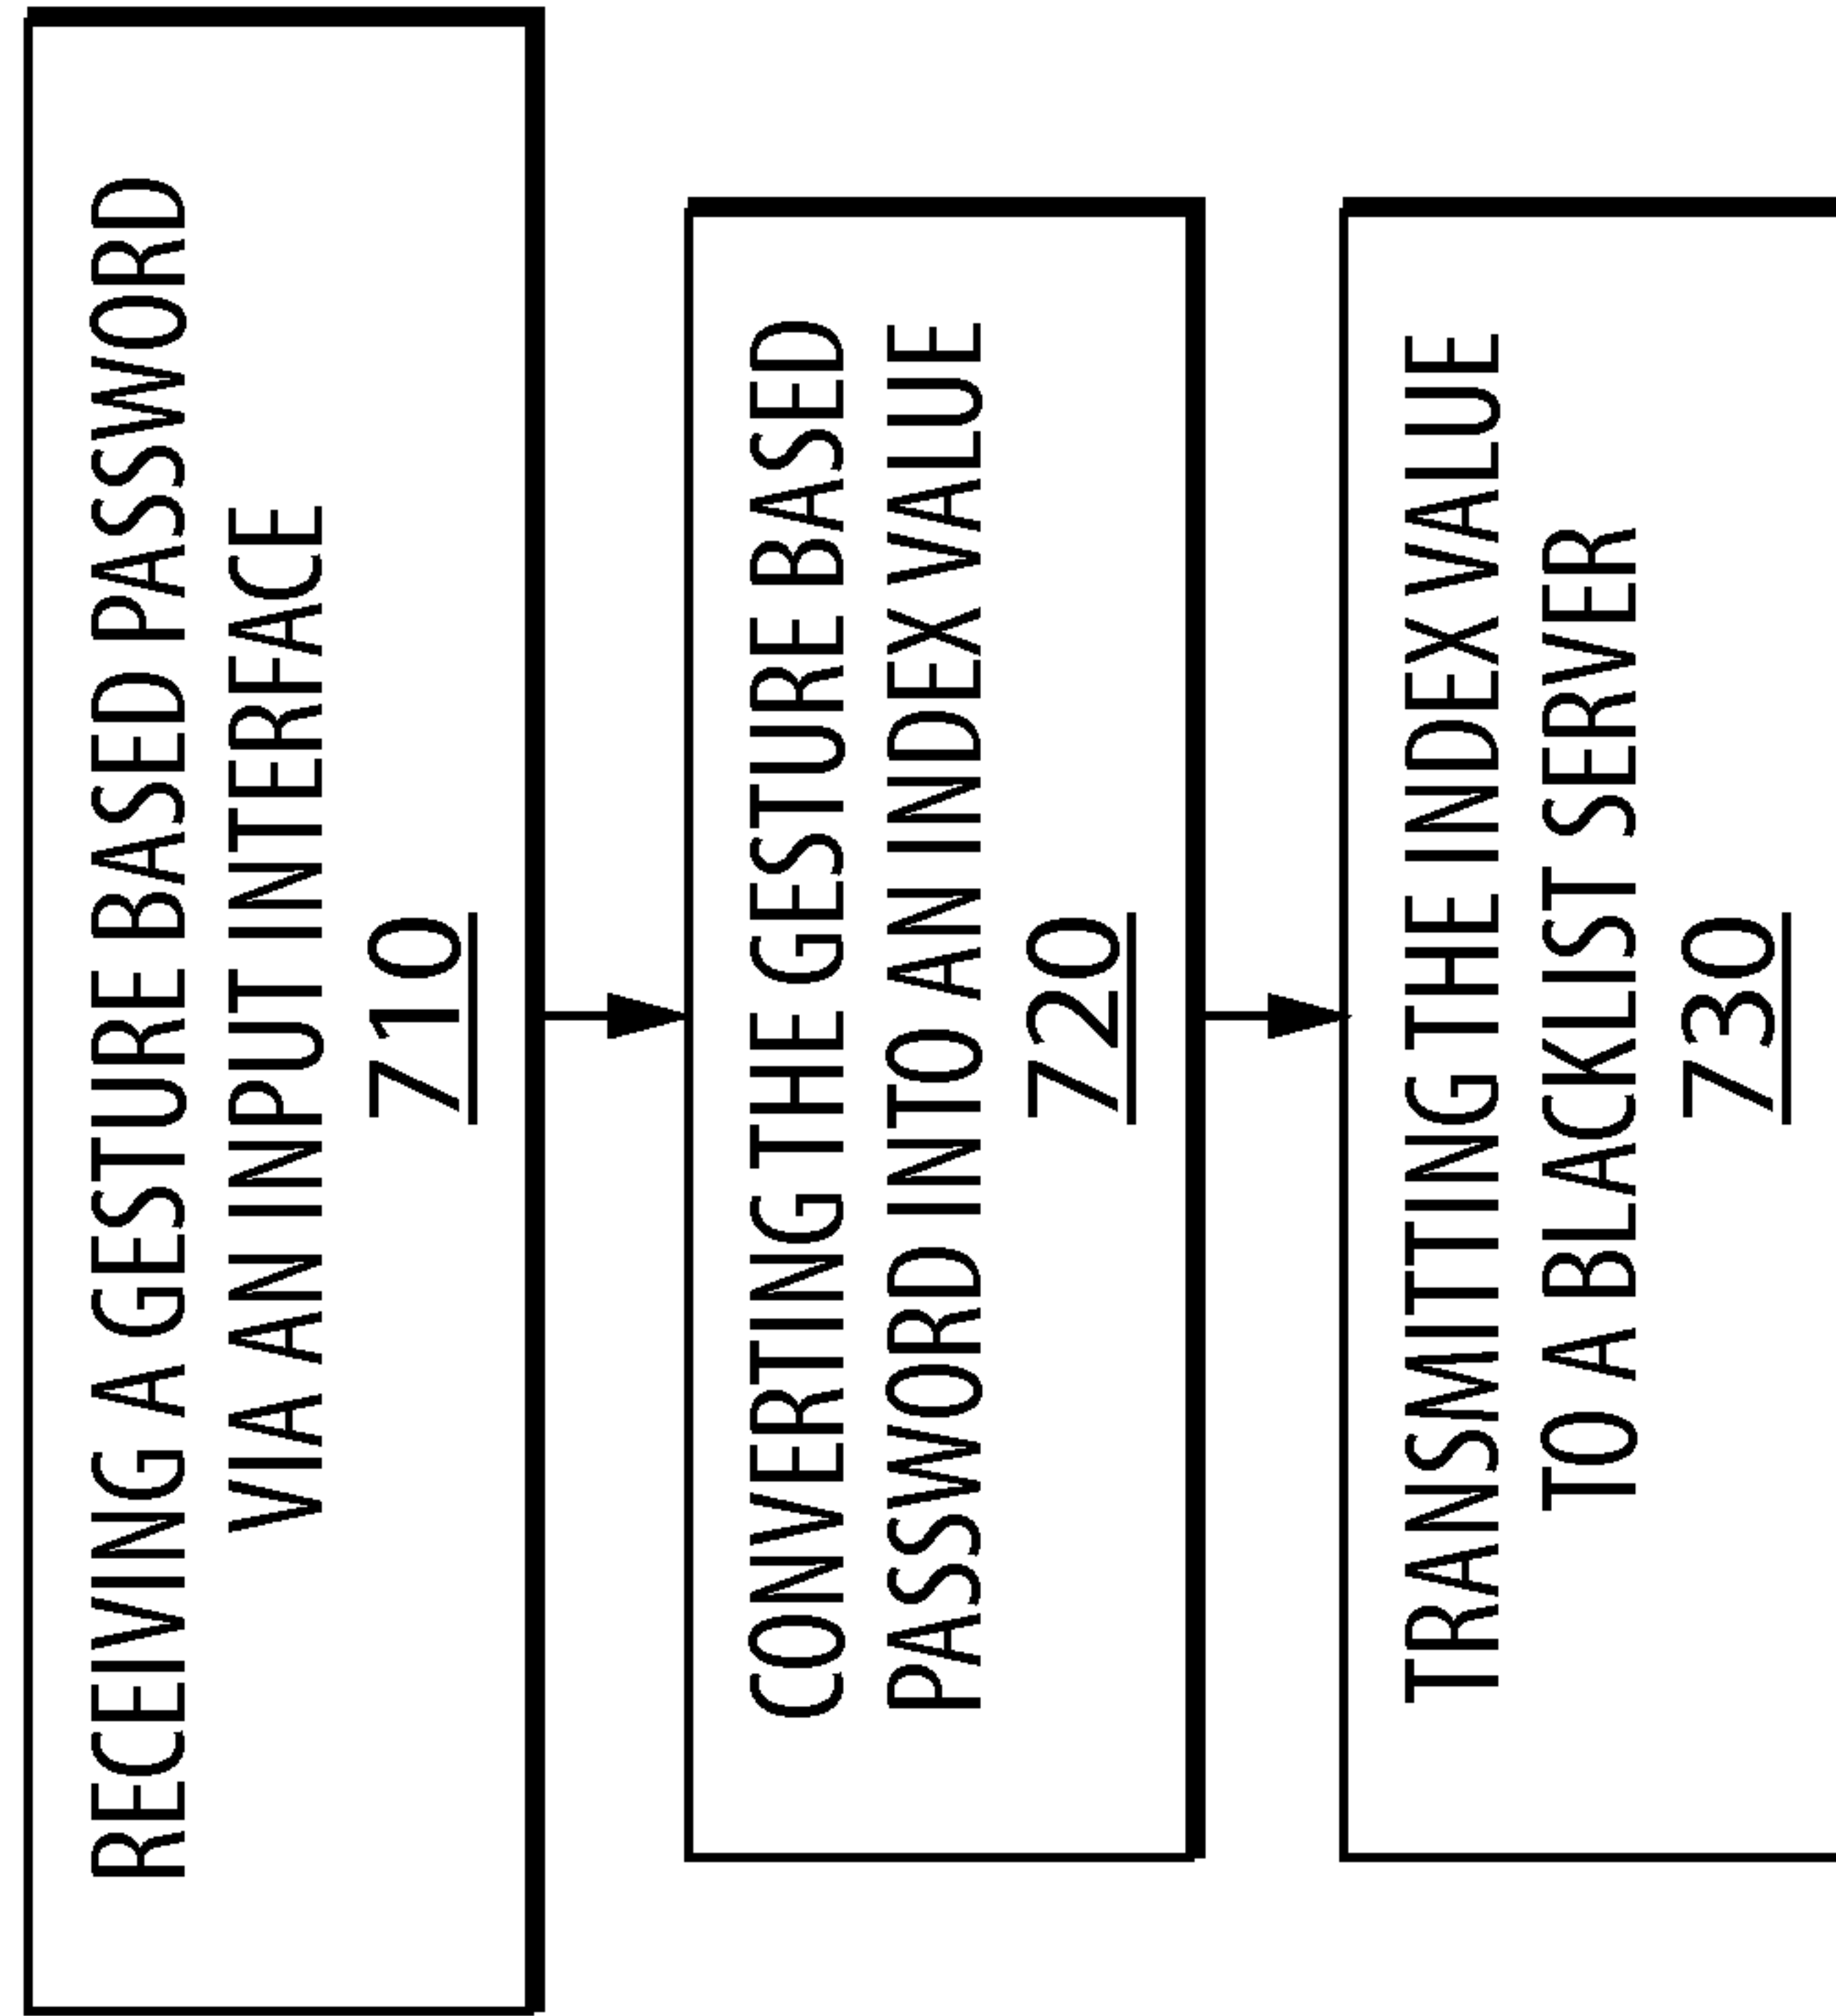 RECEIVING A GESTURE BASED PASSWORD
VIA AN INPUT INTERFACE
710
CONVERTING THE GESTURE BASED
PASSWORD INTO AN INDEX VALUE
720
TRANSMITTING THE INDEX VALUE
TO A BLACKLIST SERVER
730